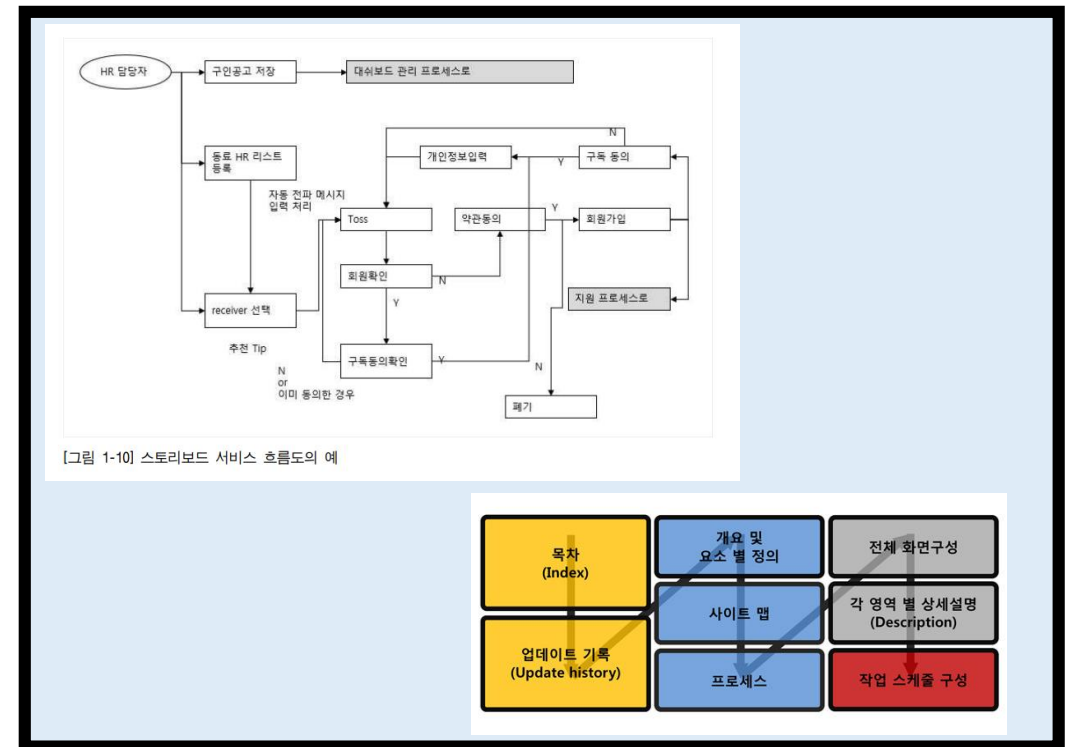 HR 담당자
구인공고 저장
대쉬보드 관리 프로세스로
N
동료 HR 리스트
등록
개인정보입력
Y
구독 동의
자동 전파 메시지
입력 처리
Toss
약관동의
Y
회원가입
회원확인
N
지원 프로세스로
receiver 선택
Y
추천 Tip
구독동의확인
Y
N
N
or
이미 동의한 경우
폐기
[그림 1-10] 스토리보드 서비스 흐름도의 예
목차
(Index)
업데이트 기록
(Update history)
개요 및
요소 별 정의
사이트 맵
프로세스
전체 화면구성
각 영역 별 상세설명
(Description)
작업 스케줄 구성